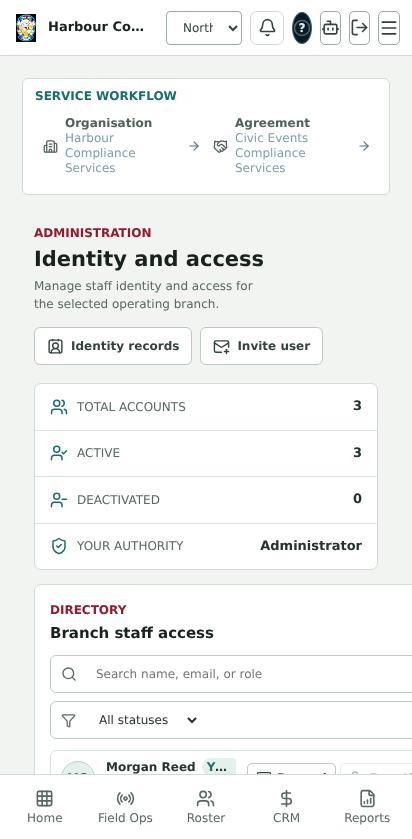 Harbour Co...
North
?
SERVICE WORKFLOW
Organisation
Harbour
Compliance
Services
Agreement
Civic Events
Compliance
Services
ADMINISTRATION
Identity and access
Manage staff identity and access for
the selected operating branch.
Identity records
Invite user
TOTAL ACCOUNTS 3
ACTIVE 3
DEACTIVATED 0
YOUR AUTHORITY Administrator
DIRECTORY
Branch staff access
Search name, email, or role
All statuses
Morgan Reed Y...
Home
Field Ops
Roster
CRM
Reports